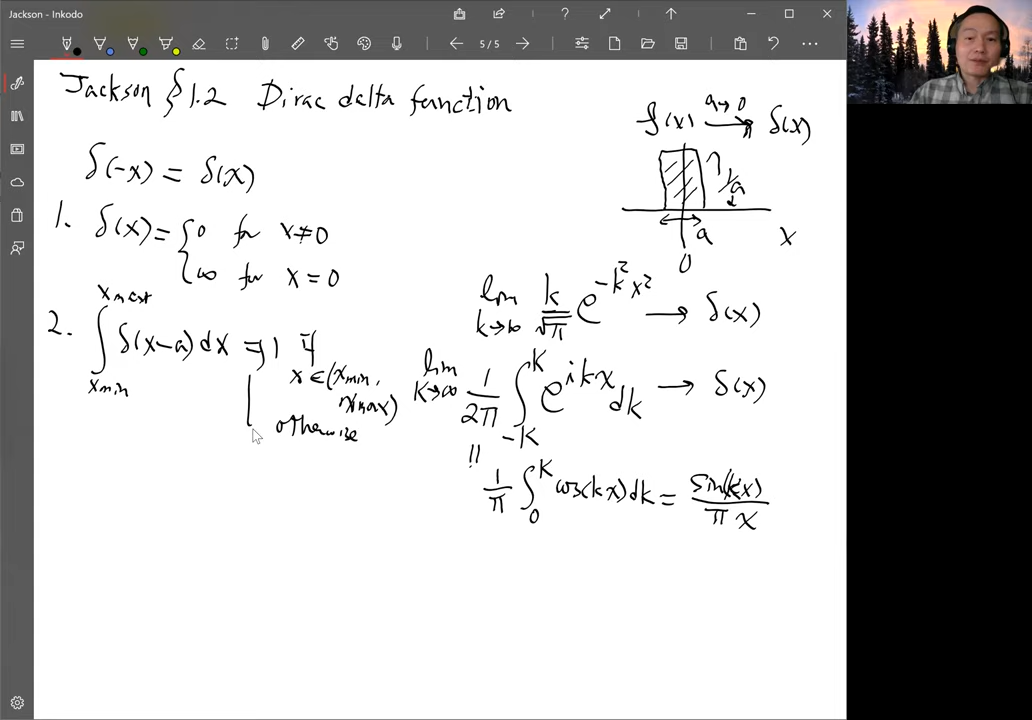 Jackson - Inkodo
5 / 5
Jackson § 1.2 Dirac delta function
f(x) a→0 → δ(x)
1/a
a
0
x
δ(-x) = δ(x)
1. δ(x) = { 0 for x≠0
∞ for x = 0
2. ∫ xmin xmax δ(x-a) dx = 1 if
x ∈ (xmin,
xmax)
otherwise
lim k→∞ k/√π e^{-k²x²} → δ(x)
lim K→∞ 1/2π ∫_{-K}^{K} e^{ikx} dk → δ(x)
"
1/π ∫_0^K cos(kx) dk = sin(Kx)/πx